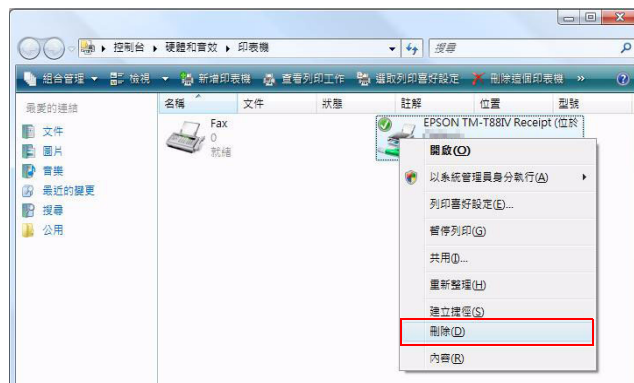 控制台 ▸ 硬體和音效 ▸ 印表機
搜尋
組合管理 檢視 新增印表機 查看列印工作 選取列印喜好設定 刪除這個印表機 »
最愛的連結
文件
圖片
音樂
最近的變更
搜尋
公用
名稱 文件 狀態 註解 位置 型號
Fax
0
就緒
EPSON TM-T88IV Receipt (位於
開啟(O)
以系統管理員身分執行(A)
列印喜好設定(E)...
暫停列印(G)
共用(I)...
重新整理(H)
建立捷徑(S)
刪除(D)
內容(R)